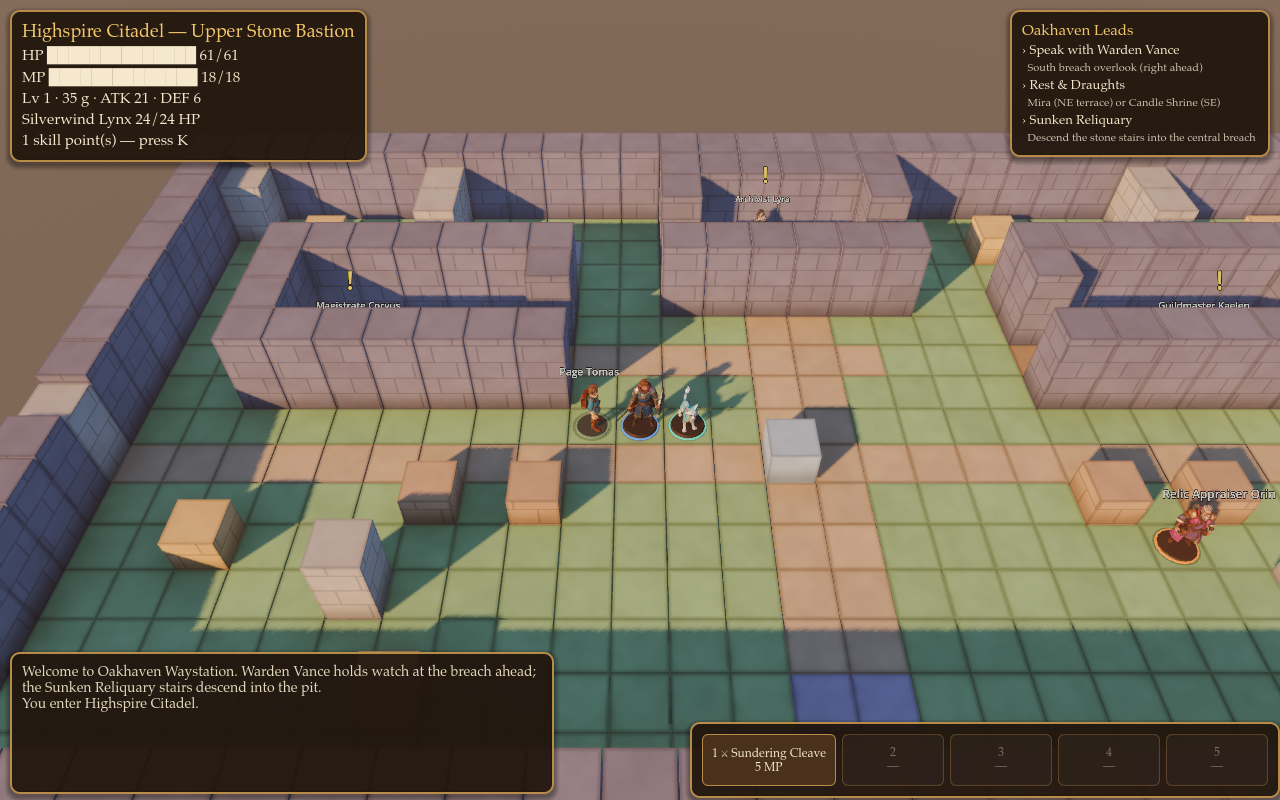 Highspire Citadel — Upper Stone Bastion
HP 61/61
MP 18/18
Lv 1 · 35 g · ATK 21 · DEF 6
Silverwind Lynx 24/24 HP
1 skill point(s) — press K
Oakhaven Leads
› Speak with Warden Vance
South breach overlook (right ahead)
› Rest & Draughts
Mira (NE terrace) or Candle Shrine (SE)
› Sunken Reliquary
Descend the stone stairs into the central breach
!
Archivist Lyra
!
Magistrate Corvus
!
Guildmaster Kaelen
Page Tomas
Relic Appraiser Orin
Welcome to Oakhaven Waystation. Warden Vance holds watch at the breach ahead;
the Sunken Reliquary stairs descend into the pit.
You enter Highspire Citadel.
1 ⚔ Sundering Cleave
5 MP
2
—
3
—
4
—
5
—